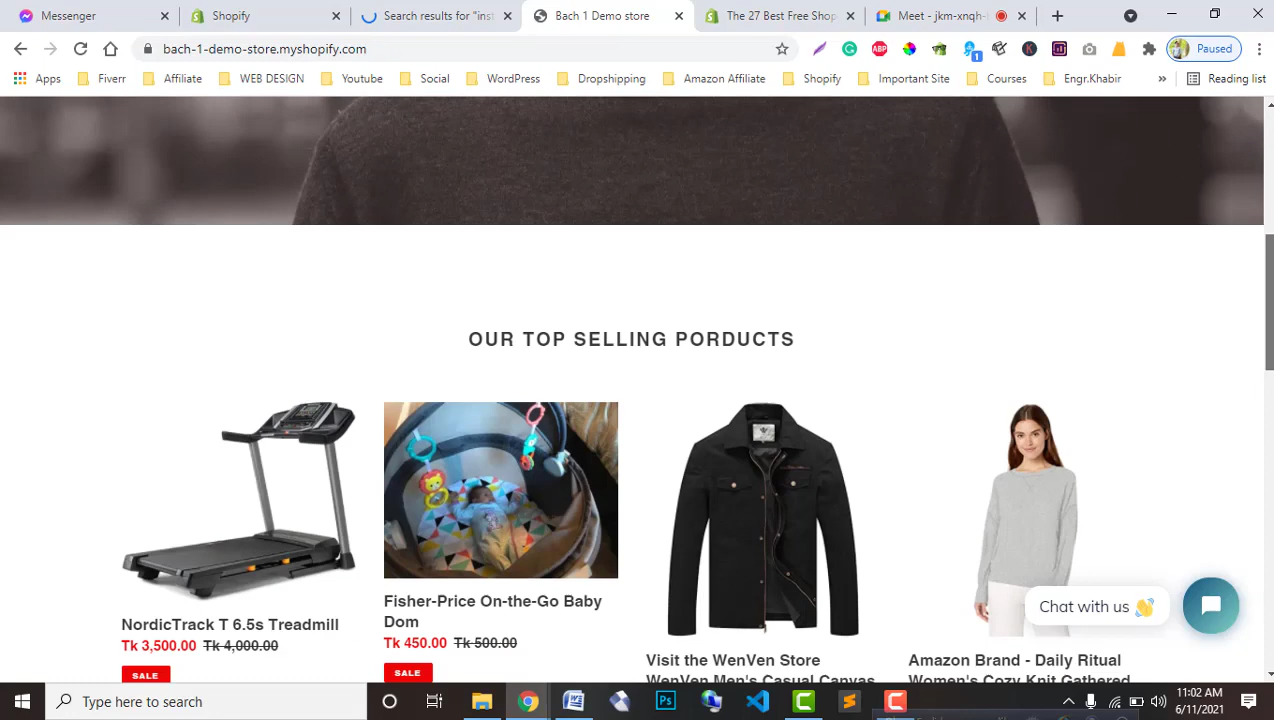 Messenger
Shopify
Search results for "inst
Bach 1 Demo store
The 27 Best Free Shop
Meet - jkm-xnqh-
bach-1-demo-store.myshopify.com
ABP
1
K
Paused
Apps
Fiverr
Affiliate
WEB DESIGN
Youtube
Social
WordPress
Dropshipping
Amazon Affiliate
Shopify
Important Site
Courses
Engr.Khabir
»
Reading list
OUR TOP SELLING PORDUCTS
NordicTrack T 6.5s Treadmill
Tk 3,500.00 Tk 4,000.00
SALE
Fisher-Price On-the-Go Baby
Dom
Tk 450.00 Tk 500.00
SALE
Visit the WenVen Store
WenVen Men's Casual Canvas
Amazon Brand - Daily Ritual
Women's Cozy Knit Gathered
Chat with us 👋
Type here to search
Ps
11:02 AM
6/11/2021